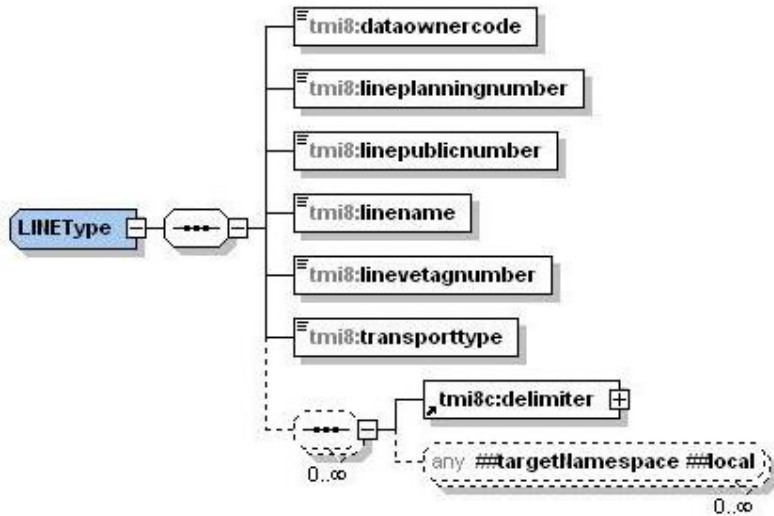 tmi8:dataownercode
tmi8:lineplanningnumber
tmi8:linepublicnumber
LINEType
tmi8:linename
tmi8:linevetagnumber
tmi8:transporttype
tmi8c:delimiter
0..∞
any ##targetNamespace ##local
0..∞